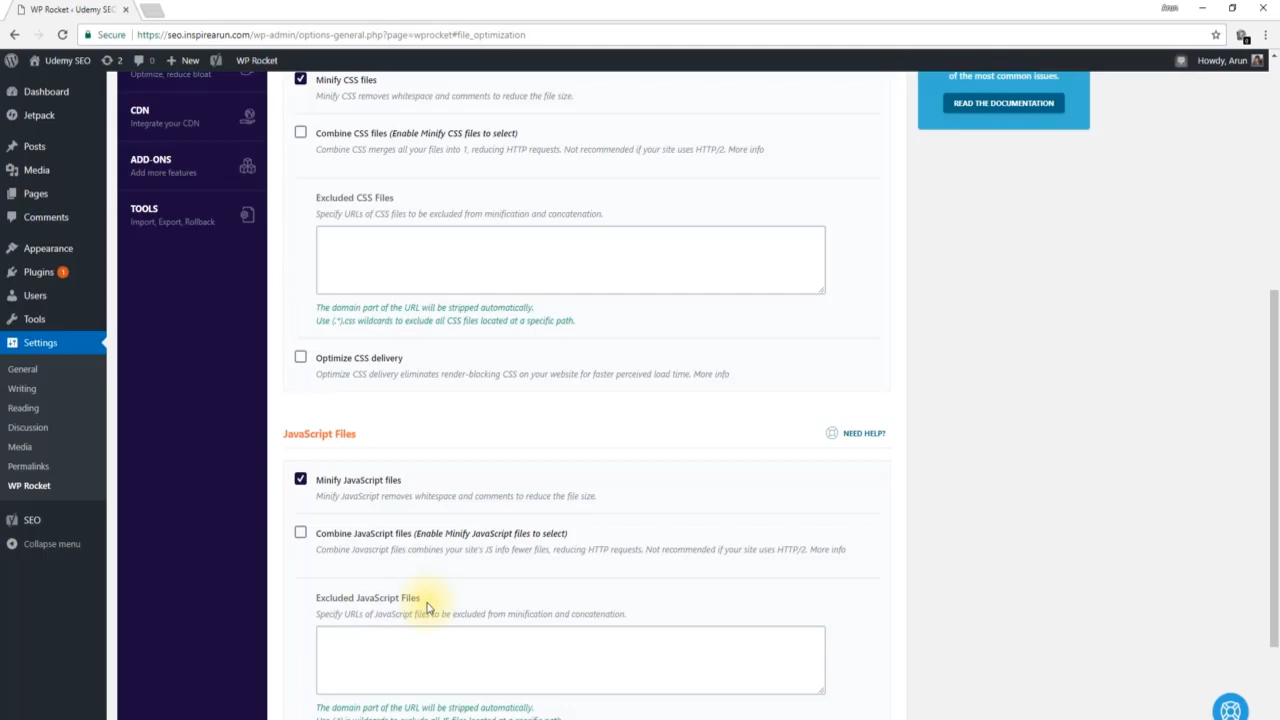 WP Rocket ‹ Udemy SEO
Arun
Secure
https://seo.inspirearun.com/wp-admin/options-general.php?page=wprocket#file_optimization
Udemy SEO
2
0
New
WP Rocket
Howdy, Arun
Dashboard
Jetpack
Posts
Media
Pages
Comments
Appearance
Plugins 1
Users
Tools
Settings
General
Writing
Reading
Discussion
Media
Permalinks
WP Rocket
SEO
Collapse menu
Optimize, reduce bloat
CDN
Integrate your CDN
ADD-ONS
Add more features
TOOLS
Import, Export, Rollback
Minify CSS files
Minify CSS removes whitespace and comments to reduce the file size.
Combine CSS files (Enable Minify CSS files to select)
Combine CSS merges all your files into 1, reducing HTTP requests. Not recommended if your site uses HTTP/2. More info
Excluded CSS Files
Specify URLs of CSS files to be excluded from minification and concatenation.
The domain part of the URL will be stripped automatically.
Use (.*).css wildcards to exclude all CSS files located at a specific path.
Optimize CSS delivery
Optimize CSS delivery eliminates render-blocking CSS on your website for faster perceived load time. More info
JavaScript Files
NEED HELP?
Minify JavaScript files
Minify JavaScript removes whitespace and comments to reduce the file size.
Combine JavaScript files (Enable Minify JavaScript files to select)
Combine Javascript files combines your site's JS info fewer files, reducing HTTP requests. Not recommended if your site uses HTTP/2. More info
Excluded JavaScript Files
Specify URLs of JavaScript files to be excluded from minification and concatenation.
The domain part of the URL will be stripped automatically.
of the most common issues.
READ THE DOCUMENTATION